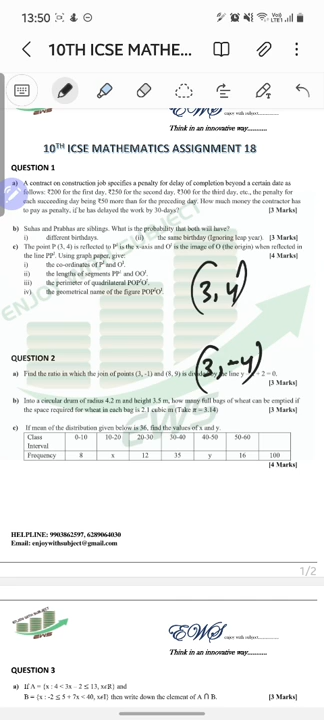 13:50
10TH ICSE MATHE...
EWS enjoy with subject..............
Think in an innovative way...........
10TH ICSE MATHEMATICS ASSIGNMENT 18
QUESTION 1
a) A contract on construction job specifies a penalty for delay of completion beyond a certain date as
follows: ₹200 for the first day, ₹250 for the second day, ₹300 for the third day, etc., the penalty for
each succeeding day being ₹50 more than for the preceding day. How much money the contractor has
to pay as penalty, if he has delayed the work by 30 days? [3 Marks]
b) Suhas and Prabhas are siblings. What is the probability that both will have?
i) different birthdays. (ii) the same birthday (Ignoring leap year). [3 Marks]
c) The point P (3, 4) is reflected to P' is the x-axis and O' is the image of O (the origin) when reflected in
the line PP'. Using graph paper, give: [4 Marks]
i) the co-ordinates of P' and O'.
ii) the lengths of segments PP' and OO'.
iii) the perimeter of quadrilateral POP'O'.
iv) the geometrical name of the figure POP'O'.
(3, 4)
(3, -4)
QUESTION 2
a) Find the ratio in which the join of points (3, -1) and (8, 9) is divided by the line y + 2 = 0.
[3 Marks]
b) Into a circular drum of radius 4.2 m and height 3.5 m, how many full bags of wheat can be emptied if
the space required for wheat in each bag is 2.1 cubic m (Take π = 3.14) [3 Marks]
c) If mean of the distribution given below is 36, find the values of x and y.
Class Interval 0-10 10-20 20-30 30-40 40-50 50-60
Frequency 8 x 12 35 y 16 100
[4 Marks]
HELPLINE: 9903862597, 6289064030
Email: enjoywithsubject@gmail.com
1/2
EWS enjoy with subject..............
Think in an innovative way...........
QUESTION 3
a) If A = {x : 4 < 3x - 2 ≤ 13, x∈R} and
B = {x : -2 ≤ 5 + 7x < 40, x∈I} then write down the element of A ∩ B. [3 Marks]